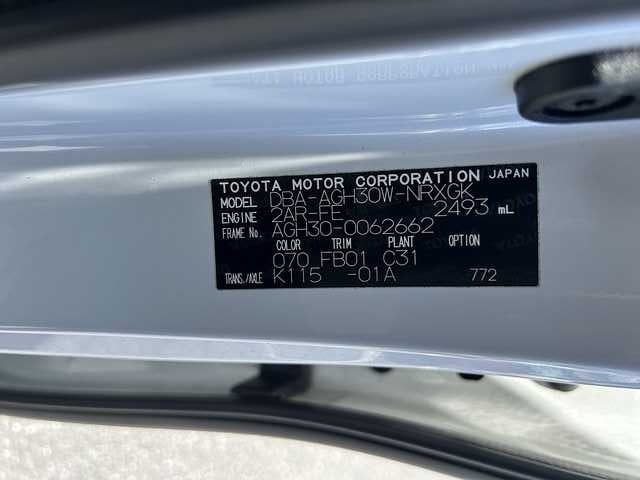 TOYOTA MOTOR CORPORATION JAPAN
MODEL DBA-AGH30W-NRXGK
ENGINE 2AR-FE 2493 mL
FRAME No. AGH30-0062662
COLOR TRIM PLANT OPTION
070 FB01 C31
TRANS./AXLE K115 -01A 772